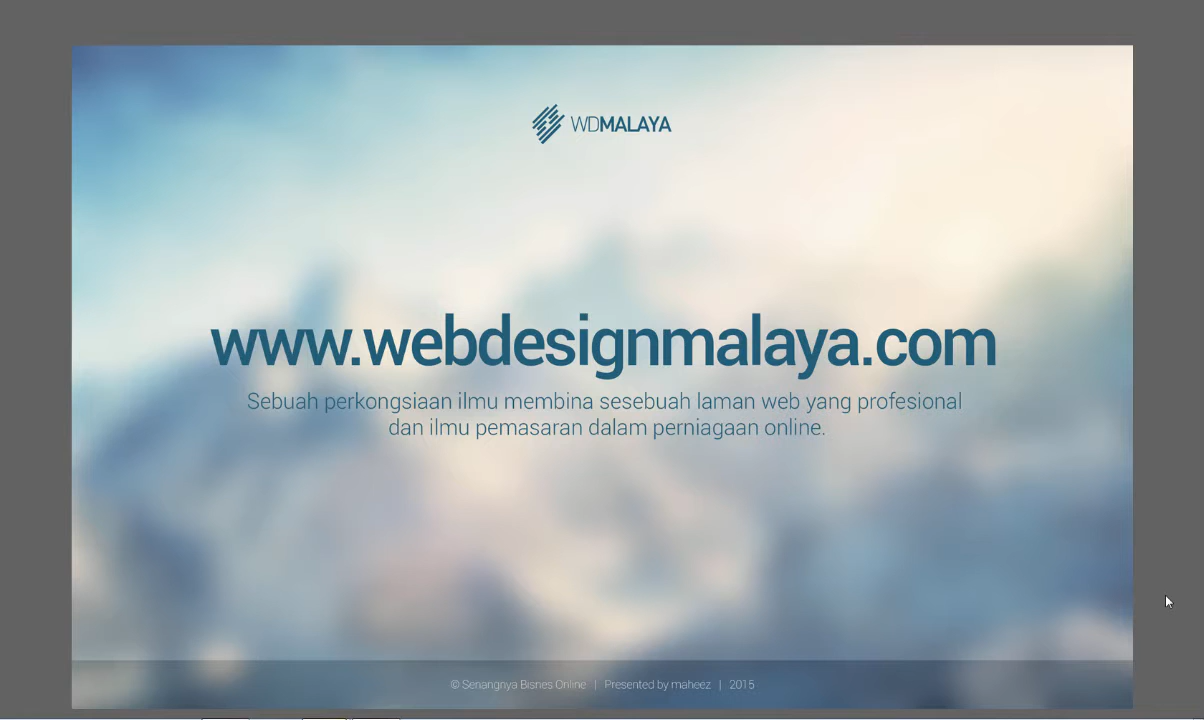 WDMALAYA
www.webdesignmalaya.com
Sebuah perkongsiaan ilmu membina sesebuah laman web yang profesional
dan ilmu pemasaran dalam perniagaan online.
© Senangnya Bisnes Online | Presented by maheez | 2015